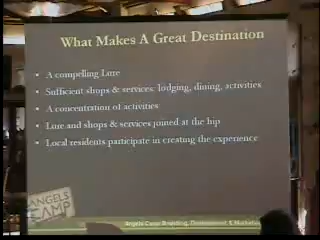 What Makes A Great Destination
• A compelling Lure
• Sufficient shops & services: lodging, dining, activities
• A concentration of activities
• Lure and shops & services joined at the hip
• Local residents participate in creating the experience
ANGELS
CAMP
Angels Camp Branding, Development & Marketing